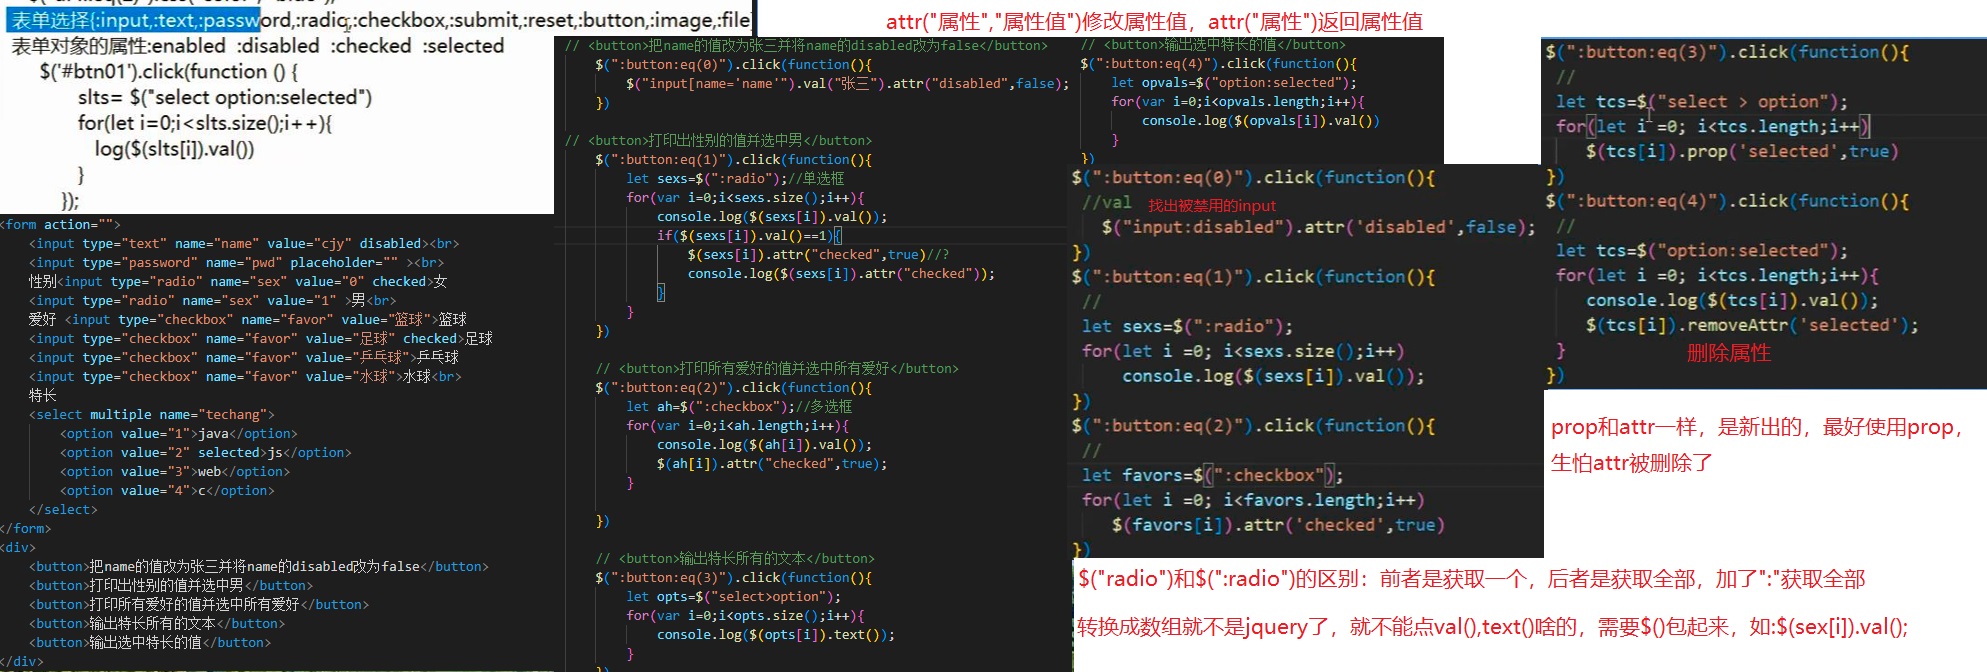 表单选择{:input,:text,:password,:radio,:checkbox,:submit,:reset,:button,:image,:file
表单对象的属性:enabled :disabled :checked :selected
$('#btn01').click(function () {
slts= $("select option:selected")
for(let i=0;i<slts.size();i++){
log($(slts[i]).val())
}
});
<form action="">
<input type="text" name="name" value="cjy" disabled><br>
<input type="password" name="pwd" placeholder="" ><br>
性别<input type="radio" name="sex" value="0" checked>女
<input type="radio" name="sex" value="1" >男<br>
爱好 <input type="checkbox" name="favor" value="篮球">篮球
<input type="checkbox" name="favor" value="足球" checked>足球
<input type="checkbox" name="favor" value="乒乓球">乒乓球
<input type="checkbox" name="favor" value="水球">水球<br>
特长
<select multiple name="techang">
<option value="1">java</option>
<option value="2" selected>js</option>
<option value="3">web</option>
<option value="4">c</option>
</select>
</form>
<div>
<button>把name的值改为张三并将name的disabled改为false</button>
<button>打印出性别的值并选中男</button>
<button>打印所有爱好的值并选中所有爱好</button>
<button>输出特长所有的文本</button>
<button>输出选中特长的值</button>
</div>
attr("属性","属性值")修改属性值，attr("属性")返回属性值
// <button>把name的值改为张三并将name的disabled改为false</button>
$(":button:eq(0)").click(function(){
$("input[name='name'").val("张三").attr("disabled",false);
})
// <button>打印出性别的值并选中男</button>
$(":button:eq(1)").click(function(){
let sexs=$(":radio");//单选框
for(var i=0;i<sexs.size();i++){
console.log($(sexs[i]).val());
if($(sexs[i]).val()==1){
$(sexs[i]).attr("checked",true)//?
console.log($(sexs[i]).attr("checked"));
}
}
})
// <button>打印所有爱好的值并选中所有爱好</button>
$(":button:eq(2)").click(function(){
let ah=$(":checkbox");//多选框
for(var i=0;i<ah.length;i++){
console.log($(ah[i]).val());
$(ah[i]).attr("checked",true);
}
})
// <button>输出特长所有的文本</button>
$(":button:eq(3)").click(function(){
let opts=$("select>option");
for(var i=0;i<opts.size();i++){
console.log($(opts[i]).text());
}
// <button>输出选中特长的值</button>
$(":button:eq(4)").click(function(){
let opvals=$("option:selected");
for(var i=0;i<opvals.length;i++){
console.log($(opvals[i]).val())
}
})
$(":button:eq(0)").click(function(){
//val 找出被禁用的input
$("input:disabled").attr('disabled',false);
})
$(":button:eq(1)").click(function(){
//
let sexs=$(":radio");
for(let i =0; i<sexs.size();i++)
console.log($(sexs[i]).val());
})
$(":button:eq(2)").click(function(){
//
let favors=$(":checkbox");
for(let i =0; i<favors.length;i++)
$(favors[i]).attr('checked',true)
})
$(":button:eq(3)").click(function(){
//
let tcs=$("select > option");
for(let i =0; i<tcs.length;i++)
$(tcs[i]).prop('selected',true)
})
$(":button:eq(4)").click(function(){
//
let tcs=$("option:selected");
for(let i =0; i<tcs.length;i++){
console.log($(tcs[i]).val());
$(tcs[i]).removeAttr('selected');
} 删除属性
})
prop和attr一样，是新出的，最好使用prop，
生怕attr被删除了
$("radio")和$(":radio")的区别：前者是获取一个，后者是获取全部，加了":"获取全部
转换成数组就不是jquery了，就不能点val(),text()啥的，需要$()包起来，如:$(sex[i]).val();